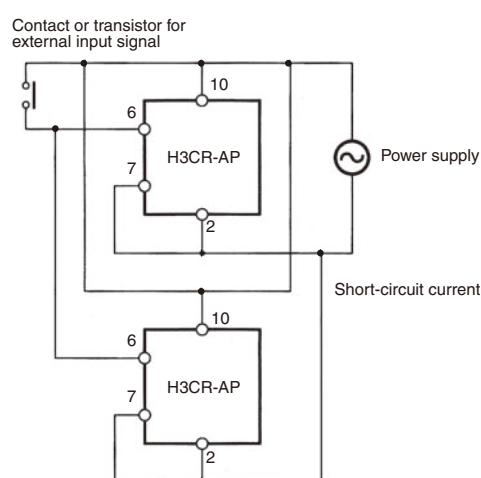 Contact or transistor for
external input signal
10
6
H3CR-AP
7
Power supply
2
Short-circuit current
10
6
H3CR-AP
7
2